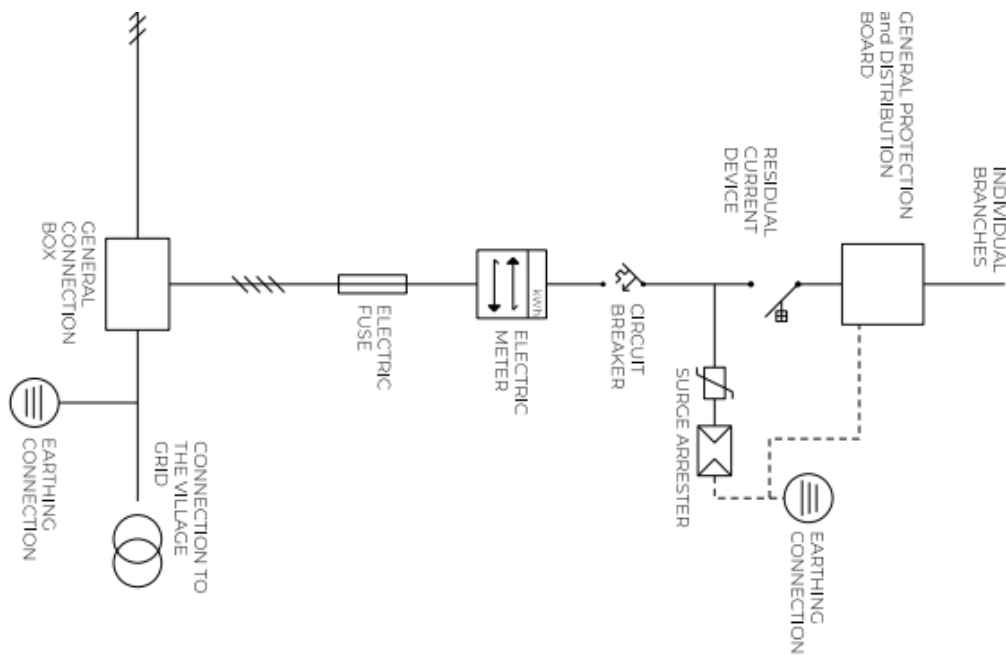 INDIVIDUAL
BRANCHES
GENERAL PROTECTION
and DISTRIBUTION
BOARD
RESIDUAL
CURRENT
DEVICE
CIRCUIT
BREAKER
SURGE ARRESTER
EARTHING
CONNECTION
kWh
ELECTRIC
METER
ELECTRIC
FUSE
GENERAL
CONNECTION
BOX
CONNECTION TO
THE VILLAGE
GRID
EARTHING
CONNECTION